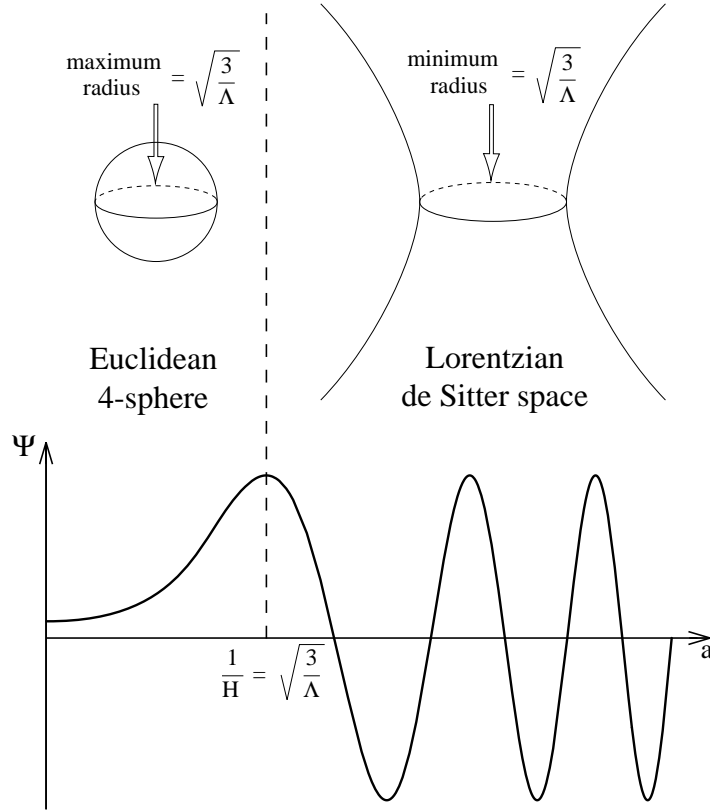 maximum radius = √(3/Λ)
minimum radius = √(3/Λ)
Euclidean
4-sphere
Lorentzian
de Sitter space
Ψ
a
1/H = √(3/Λ)